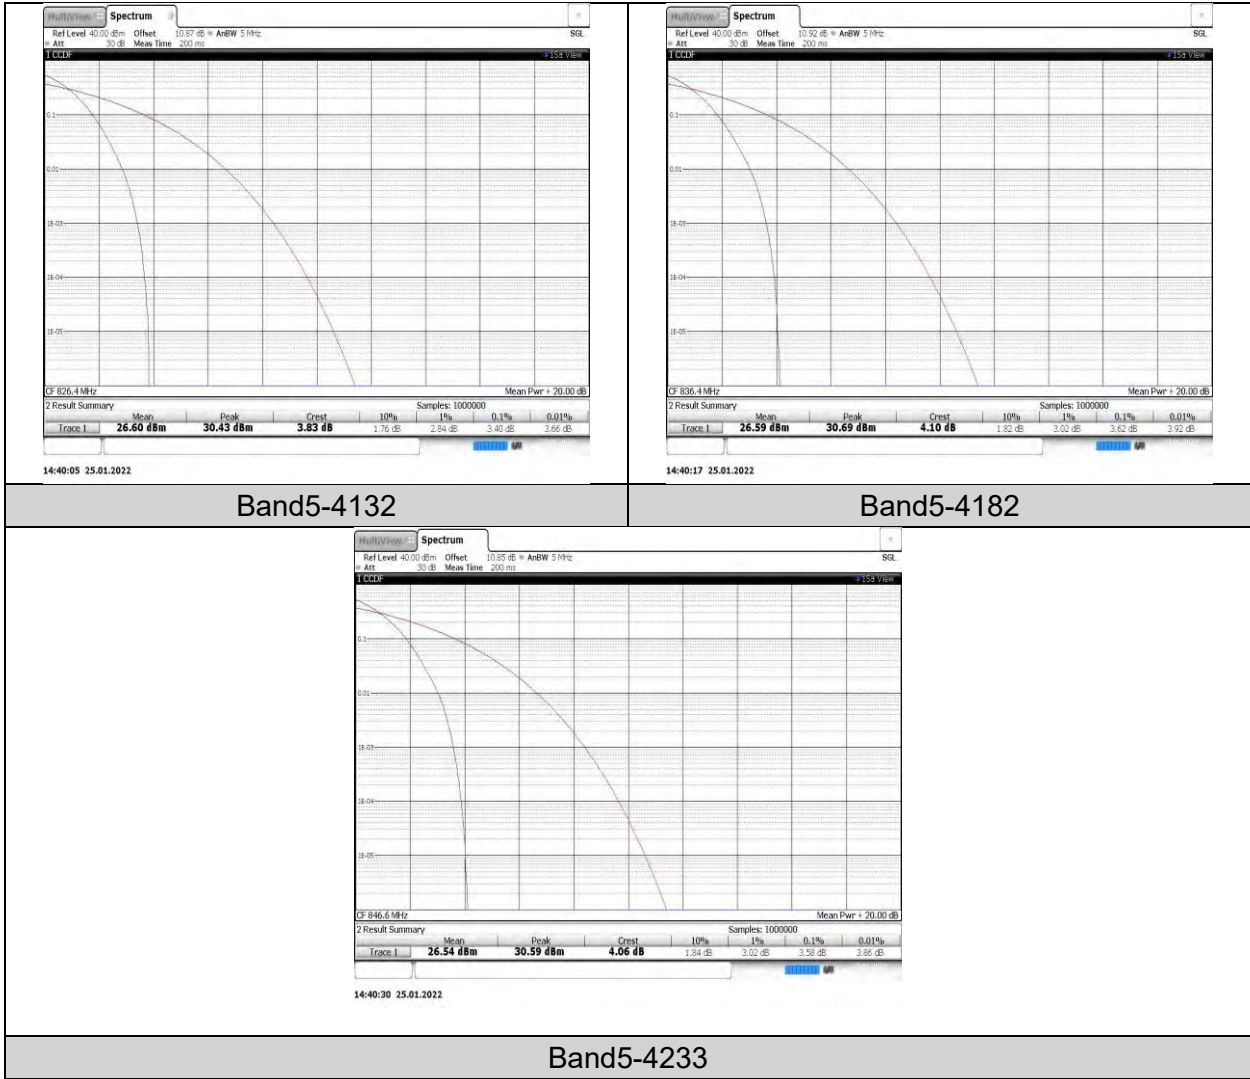 MultiView Spectrum
Ref Level 40.00 dBm Offset 10.87 dB AnBW 5 MHz SGL
Att 30 dB Meas Time 200 ms
1 CCDF 1Sa View
0.1
0.01
1E-03
1E-04
1E-05
CF 826.4 MHz Mean Pwr + 20.00 dB
2 Result Summary Samples: 1000000
Mean Peak Crest 10% 1% 0.1% 0.01%
Trace 1 26.60 dBm 30.43 dBm 3.83 dB 1.76 dB 2.84 dB 3.40 dB 3.66 dB
14:40:05 25.01.2022
Band5-4132
MultiView Spectrum
Ref Level 40.00 dBm Offset 10.92 dB AnBW 5 MHz SGL
Att 30 dB Meas Time 200 ms
1 CCDF 1Sa View
0.1
0.01
1E-03
1E-04
1E-05
CF 836.4 MHz Mean Pwr + 20.00 dB
2 Result Summary Samples: 1000000
Mean Peak Crest 10% 1% 0.1% 0.01%
Trace 1 26.59 dBm 30.69 dBm 4.10 dB 1.82 dB 3.02 dB 3.62 dB 3.92 dB
14:40:17 25.01.2022
Band5-4182
MultiView Spectrum
Ref Level 40.00 dBm Offset 10.85 dB AnBW 5 MHz SGL
Att 30 dB Meas Time 200 ms
1 CCDF 1Sa View
0.1
0.01
1E-03
1E-04
1E-05
CF 846.6 MHz Mean Pwr + 20.00 dB
2 Result Summary Samples: 1000000
Mean Peak Crest 10% 1% 0.1% 0.01%
Trace 1 26.54 dBm 30.59 dBm 4.06 dB 1.84 dB 3.02 dB 3.58 dB 3.86 dB
14:40:30 25.01.2022
Band5-4233